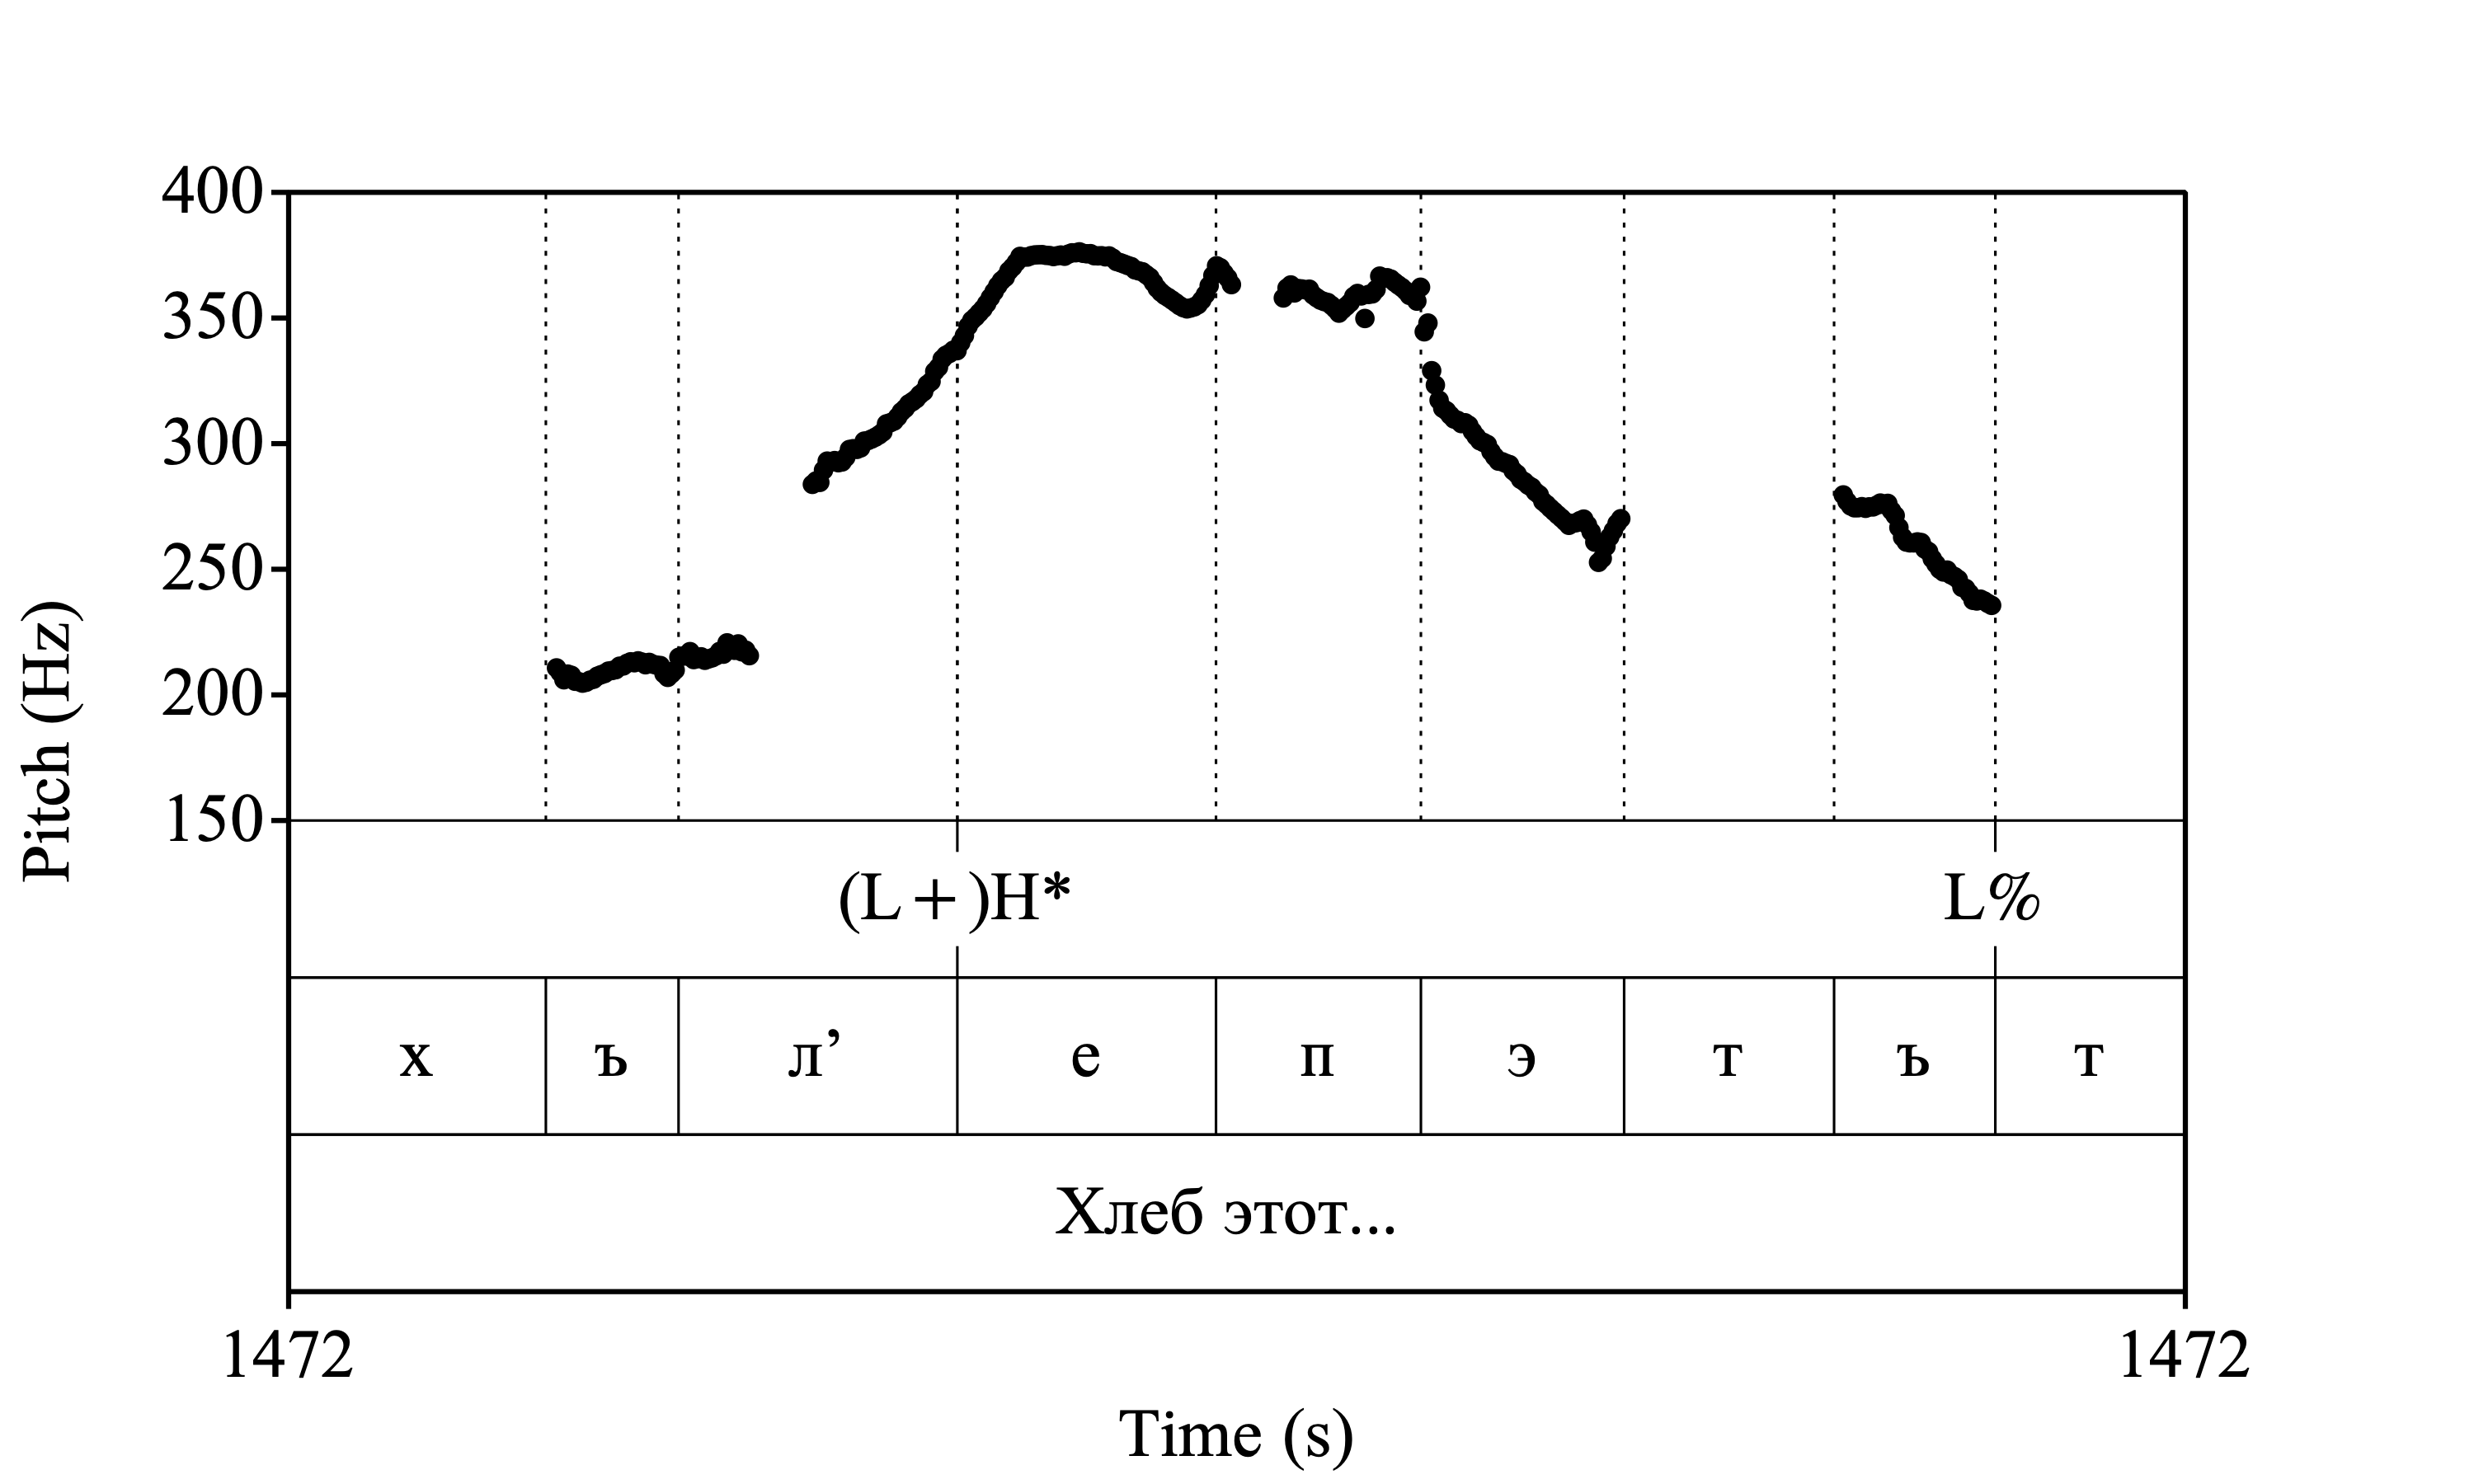 400
350
300
250
200
150
Pitch (Hz)
(L+)H* L%
х ъ л’ е п э т ъ т
Хлеб этот...
1472 1472
Time (s)